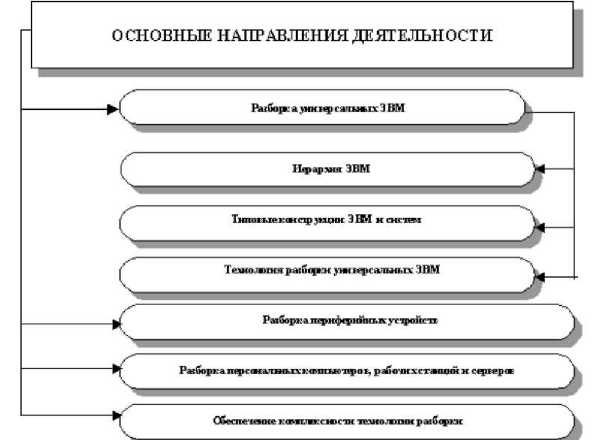 ОСНОВНЫЕ НАПРАВЛЕНИЯ ДЕЯТЕЛЬНОСТИ
Разборка универсальных ЭВМ
Иерархия ЭВМ
Типовые конструкции ЭВМ и систем
Технология разборки универсальных ЭВМ
Разборка периферийных устройств
Разборка персональных компьютеров, рабочих станций и серверов
Обеспечение комплексности технологии разборки